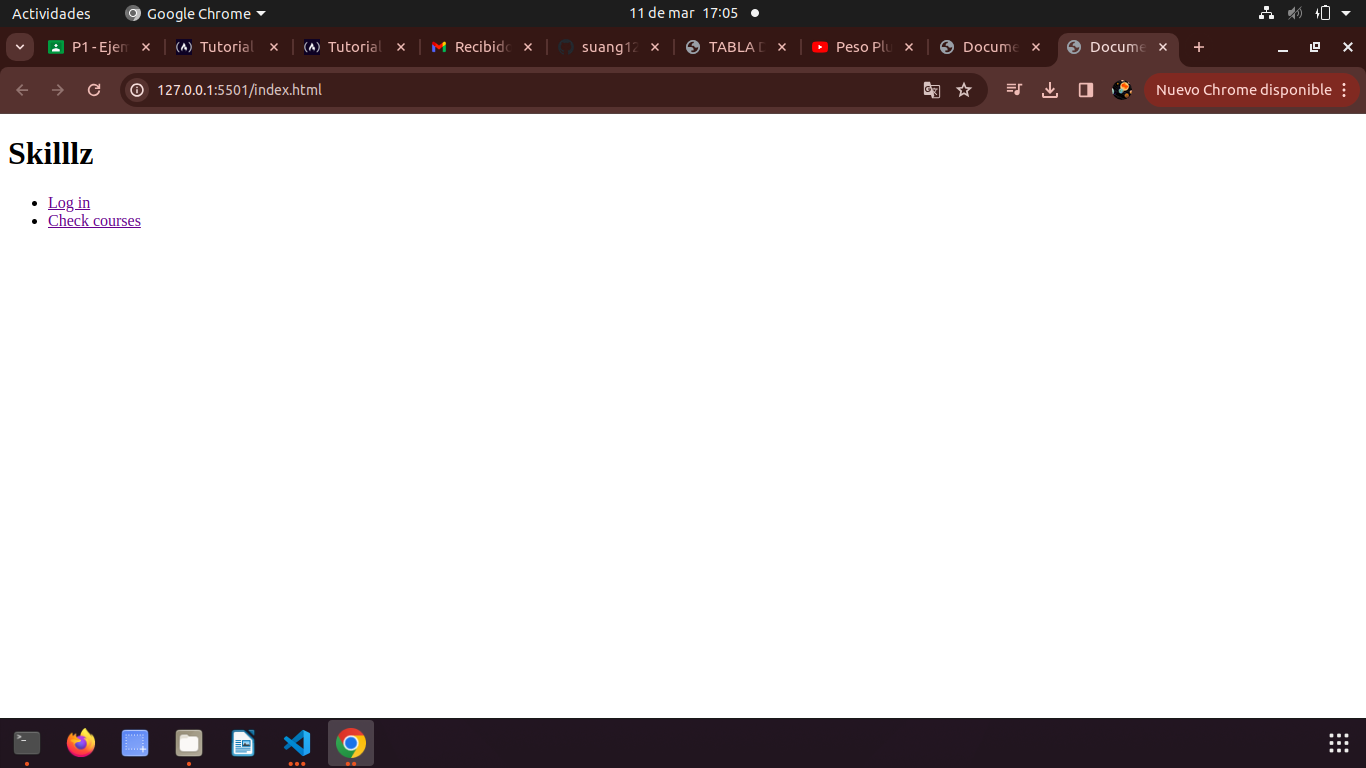 Actividades
Google Chrome
11 de mar 17:05
P1 - Ejem
Tutorial
Tutorial
Recibido
suang12
TABLA D
Peso Plu
Docume
Docume
127.0.0.1:5501/index.html
Nuevo Chrome disponible
Skilllz
Log in
Check courses